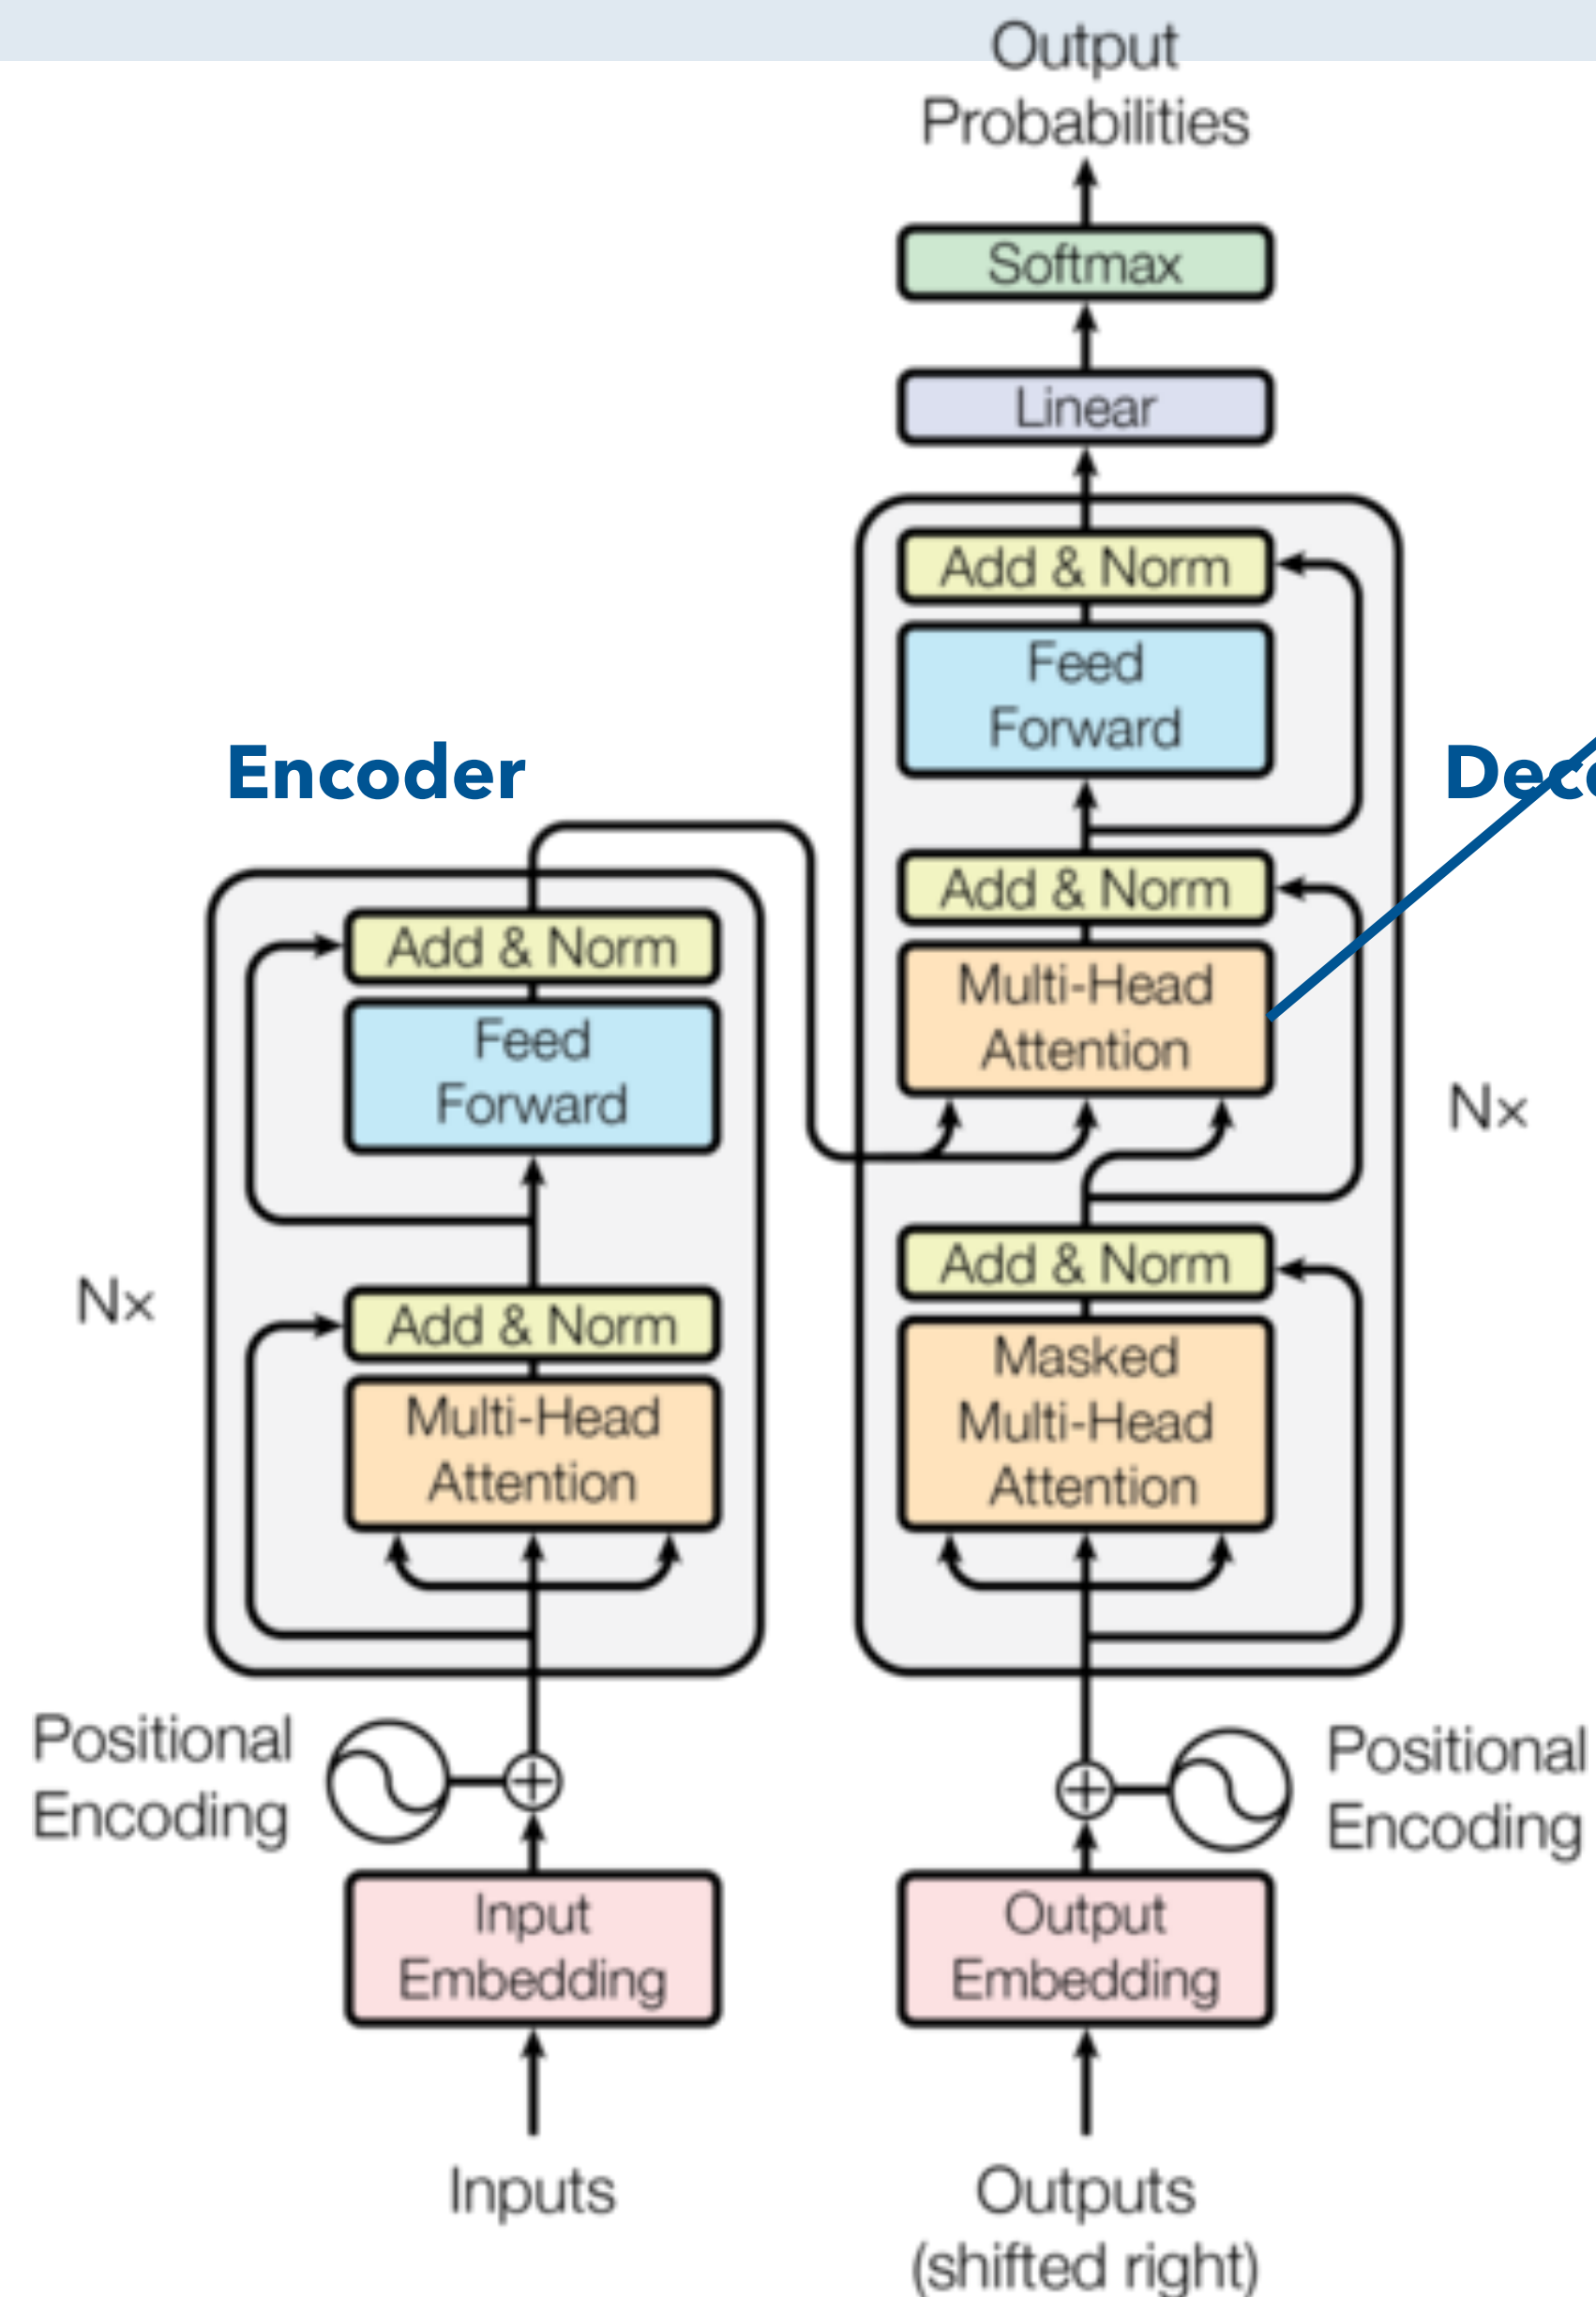 Output
Probabilities
Softmax
Linear
Add & Norm
Feed
Forward
Add & Norm
Multi-Head
Attention
Nx
Add & Norm
Masked
Multi-Head
Attention
Encoder
Add & Norm
Feed
Forward
Nx
Add & Norm
Multi-Head
Attention
Positional
Encoding
Positional
Encoding
Input
Embedding
Output
Embedding
Inputs
Outputs
(shifted right)